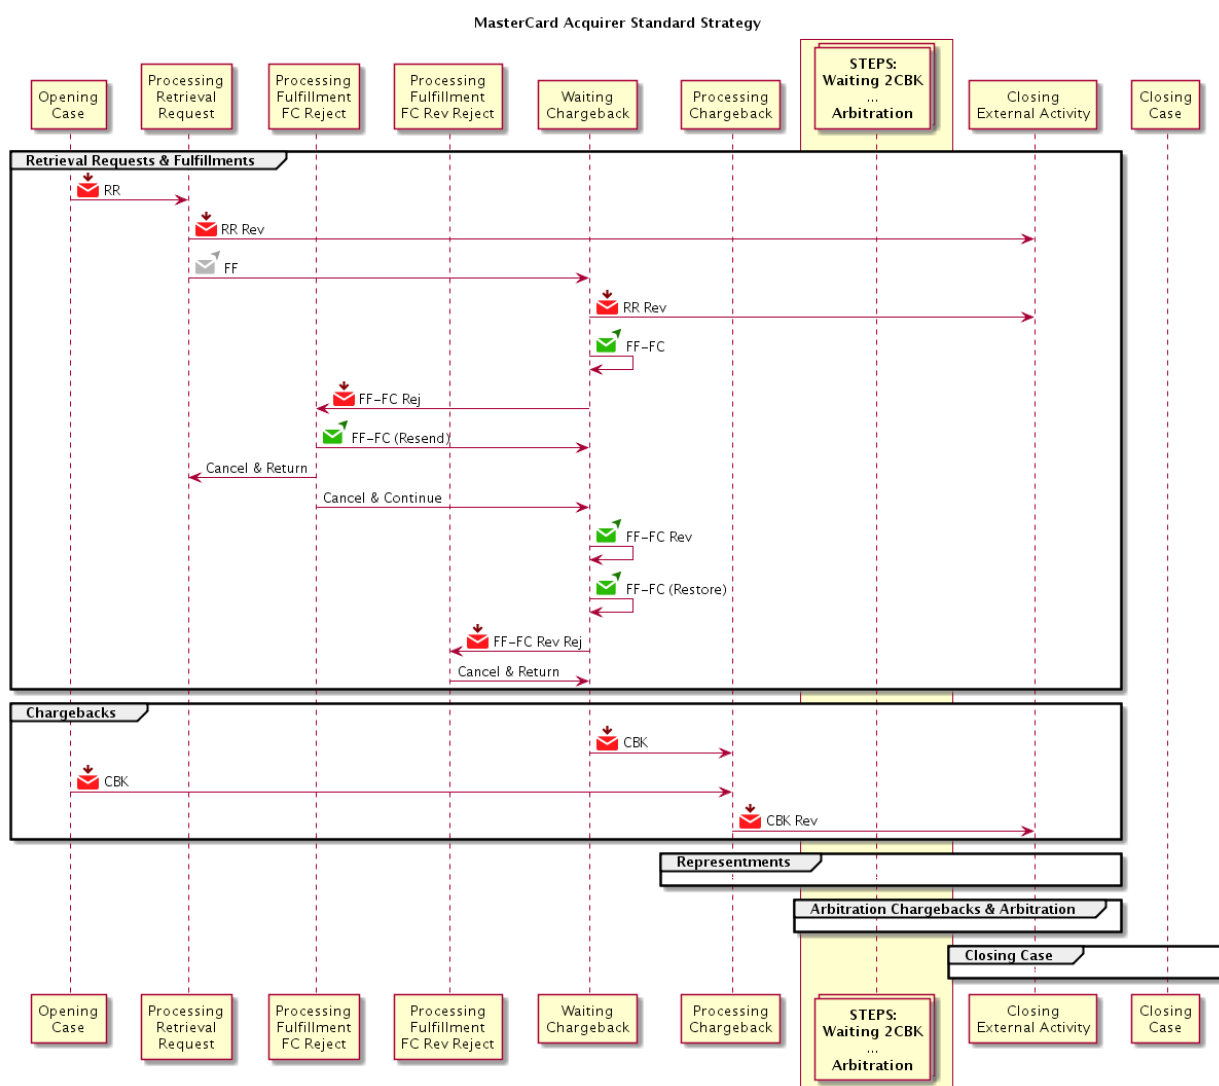 MasterCard Acquirer Standard Strategy
Opening
Case
Processing
Retrieval
Request
Processing
Fulfillment
FC Reject
Processing
Fulfillment
FC Rev Reject
Waiting
Chargeback
Processing
Chargeback
STEPS:
Waiting 2CBK
...
Arbitration
Closing
External Activity
Closing
Case
Retrieval Requests & Fulfillments
RR
RR Rev
FF
RR Rev
FF-FC
FF-FC Rej
FF-FC (Resend)
Cancel & Return
Cancel & Continue
FF-FC Rev
FF-FC (Restore)
FF-FC Rev Rej
Cancel & Return
Chargebacks
CBK
CBK
CBK Rev
Representments
Arbitration Chargebacks & Arbitration
Closing Case
Opening
Case
Processing
Retrieval
Request
Processing
Fulfillment
FC Reject
Processing
Fulfillment
FC Rev Reject
Waiting
Chargeback
Processing
Chargeback
STEPS:
Waiting 2CBK
...
Arbitration
Closing
External Activity
Closing
Case